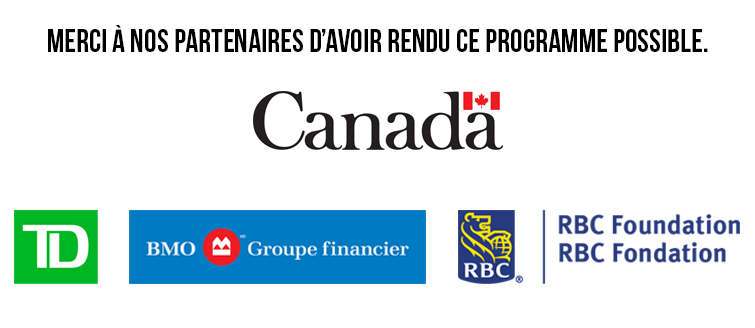 MERCI À NOS PARTENAIRES D'AVOIR RENDU CE PROGRAMME POSSIBLE.
Canada
TD
BMO Groupe financier
RBC®
RBC Foundation
RBC Fondation